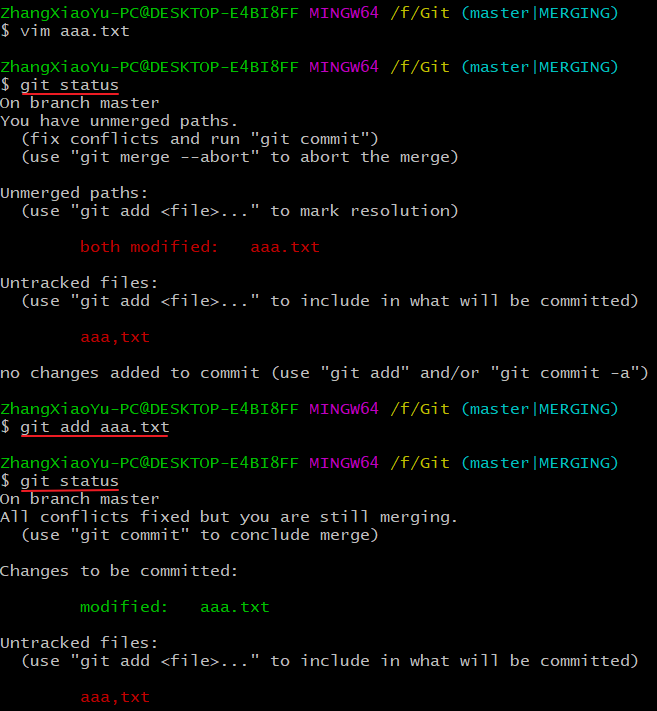 ZhangXiaoYu-PC@DESKTOP-E4BI8FF MINGW64 /f/Git (master|MERGING)
$ vim aaa.txt
ZhangXiaoYu-PC@DESKTOP-E4BI8FF MINGW64 /f/Git (master|MERGING)
$ git status
On branch master
You have unmerged paths.
  (fix conflicts and run "git commit")
  (use "git merge --abort" to abort the merge)
Unmerged paths:
  (use "git add <file>..." to mark resolution)
        both modified:   aaa.txt
Untracked files:
  (use "git add <file>..." to include in what will be committed)
        aaa,txt
no changes added to commit (use "git add" and/or "git commit -a")
ZhangXiaoYu-PC@DESKTOP-E4BI8FF MINGW64 /f/Git (master|MERGING)
$ git add aaa.txt
ZhangXiaoYu-PC@DESKTOP-E4BI8FF MINGW64 /f/Git (master|MERGING)
$ git status
On branch master
All conflicts fixed but you are still merging.
  (use "git commit" to conclude merge)
Changes to be committed:
        modified:   aaa.txt
Untracked files:
  (use "git add <file>..." to include in what will be committed)
        aaa,txt